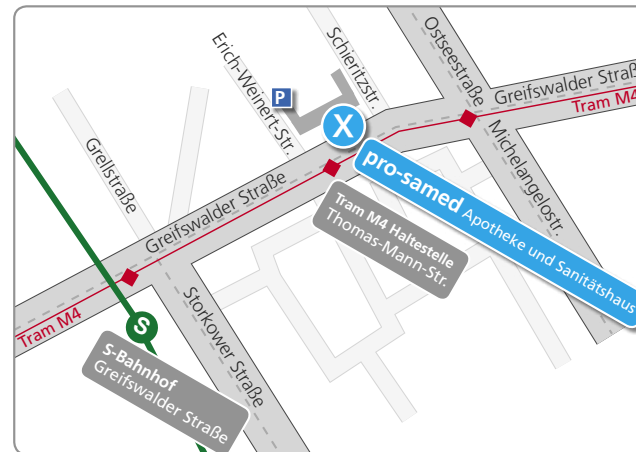 Ostseestraße
Erich-Weinert-Str.
Schieritzstr.
P
Greifswalder Straß
Tram M4
X
Michelangelostr.
pro-samed Apotheke und Sanitätshaus
Grellstraße
Greifswalder Straße
Tram M4 Haltestelle
Thomas-Mann-Str.
Tram M4
S
Storkower Straße
S-Bahnhof
Greifswalder Straße